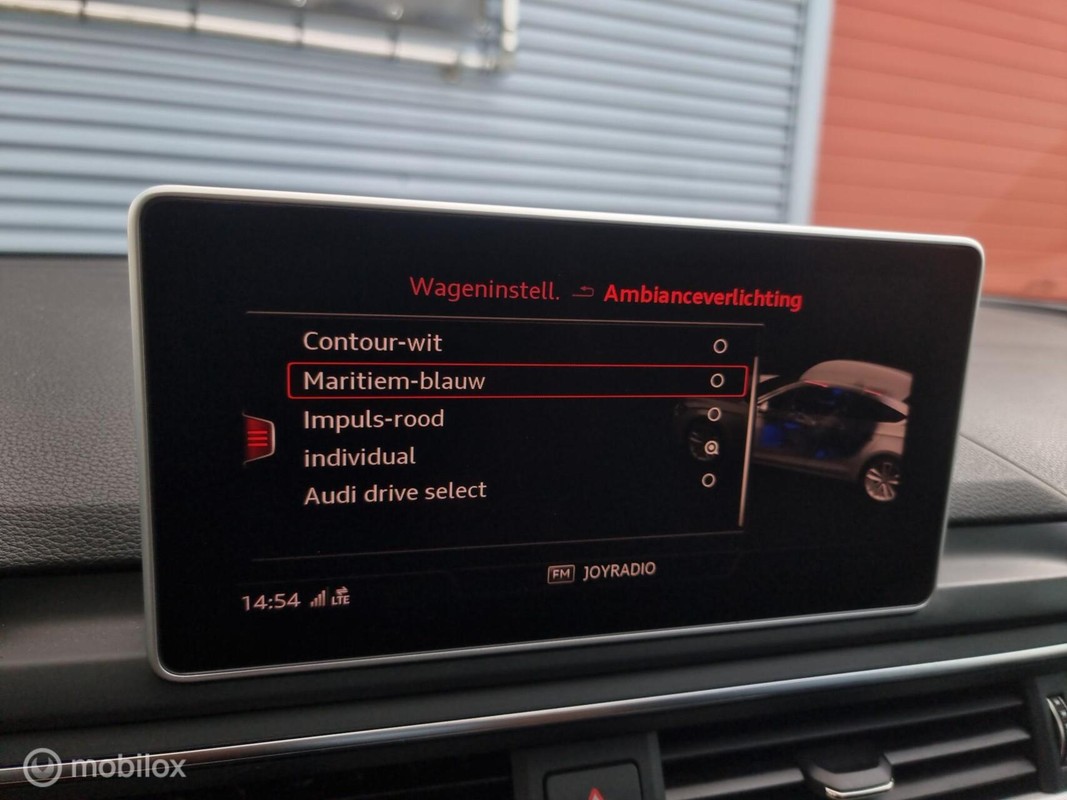 Wageninstell. Ambianceverlichting
Contour-wit
Maritiem-blauw
Impuls-rood
individual
Audi drive select
FM JOYRADIO
14:54 LTE
mobilox